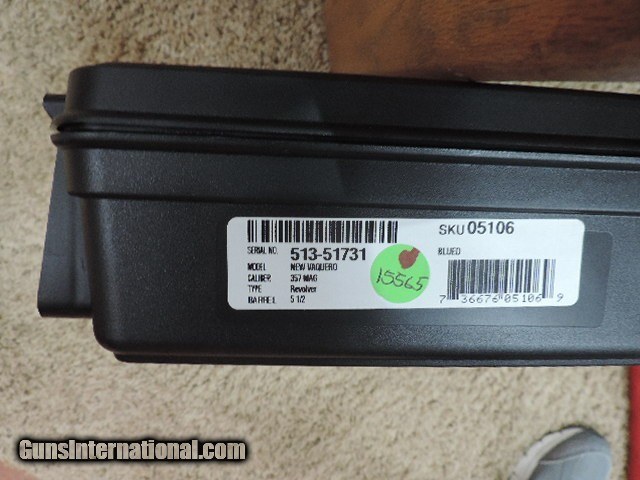 SKU 05106
SERIAL NO. 513-51731
BLUED
MODEL NEW VAQUERO
CALIBER 357 MAG
TYPE Revolver
BARREL 5 1/2
15565
7 36676 05106 9
GunsInternational.com